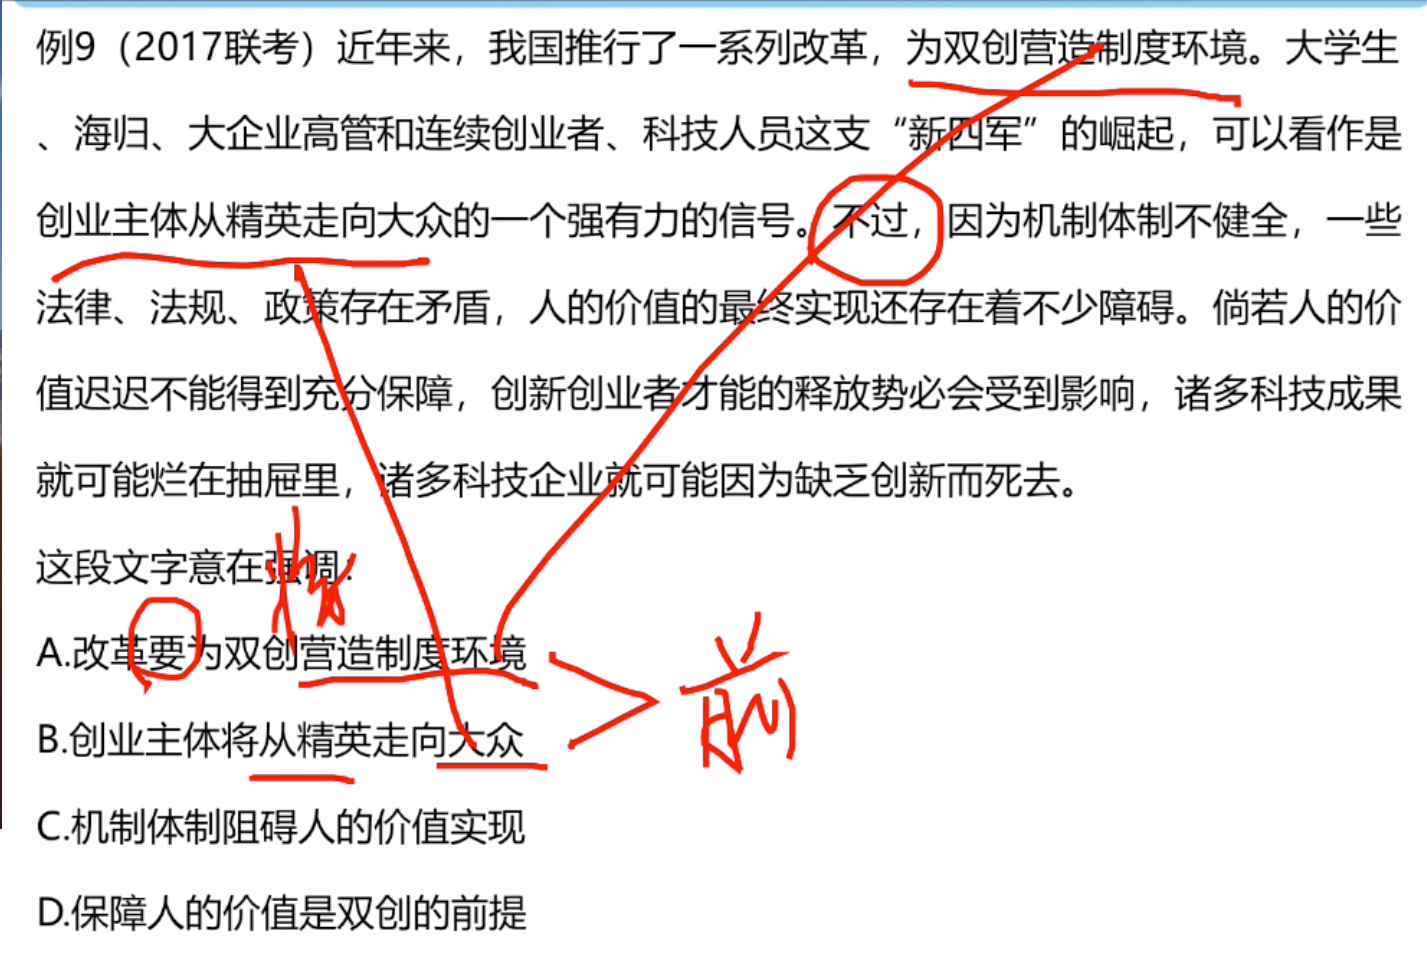 例9（2017联考）近年来，我国推行了一系列改革，为双创营造制度环境。大学生
、海归、大企业高管和连续创业者、科技人员这支“新四军”的崛起，可以看作是
创业主体从精英走向大众的一个强有力的信号。不过，因为机制体制不健全，一些
法律、法规、政策存在矛盾，人的价值的最终实现还存在着不少障碍。倘若人的价
值迟迟不能得到充分保障，创新创业者才能的释放势必会受到影响，诸多科技成果
就可能烂在抽屉里，诸多科技企业就可能因为缺乏创新而死去。
这段文字意在强调：
A.改革要为双创营造制度环境
B.创业主体将从精英走向大众
前
C.机制体制阻碍人的价值实现
D.保障人的价值是双创的前提